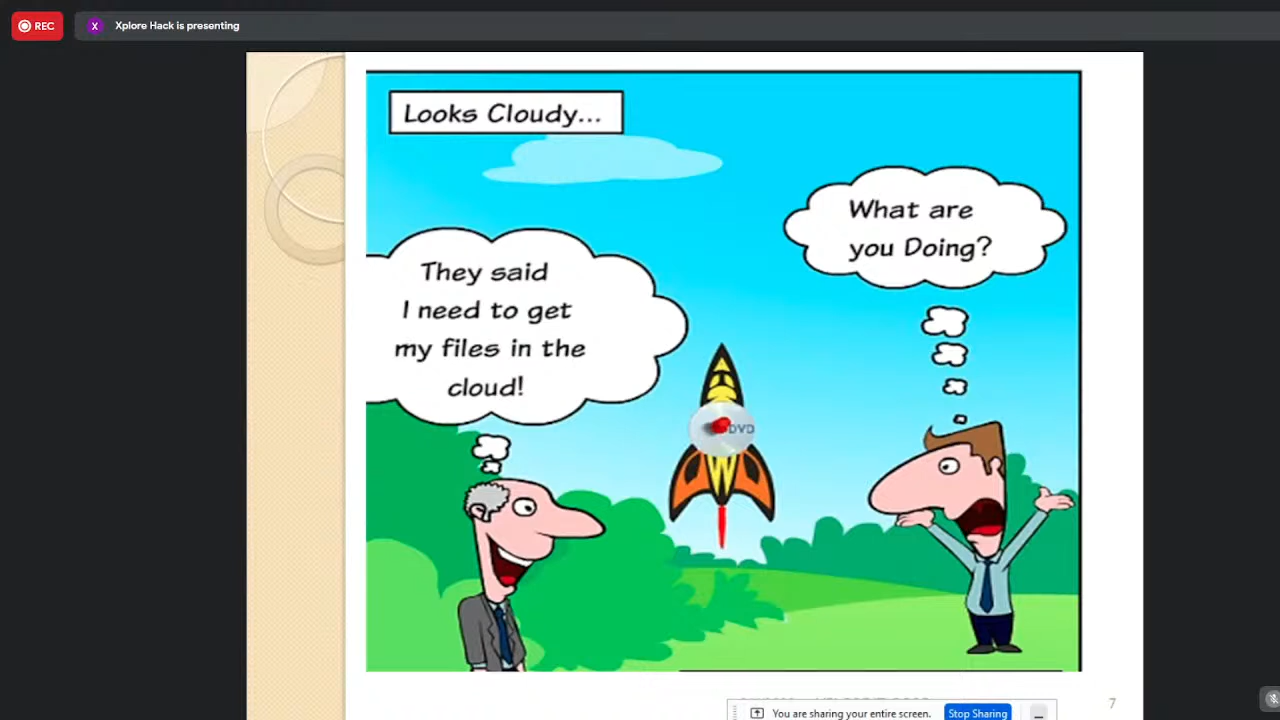 REC
X
Xplore Hack is presenting
Looks Cloudy...
What are
you Doing?
They said
I need to get
my files in the
cloud!
DVD
7
You are sharing your entire screen.
Stop Sharing